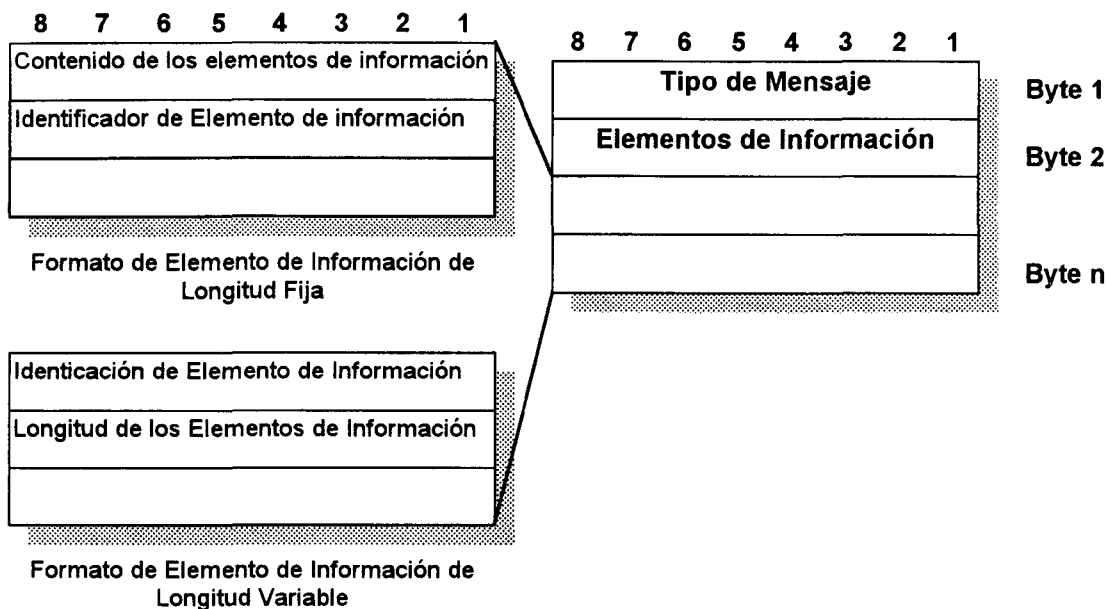 8 7 6 5 4 3 2 1
Contenido de los elementos de información
Identificador de Elemento de información
Formato de Elemento de Información de
Longitud Fija
8 7 6 5 4 3 2 1
Tipo de Mensaje
Byte 1
Elementos de Información
Byte 2
Byte n
Identicación de Elemento de Información
Longitud de los Elementos de Información
Formato de Elemento de Información de
Longitud Variable